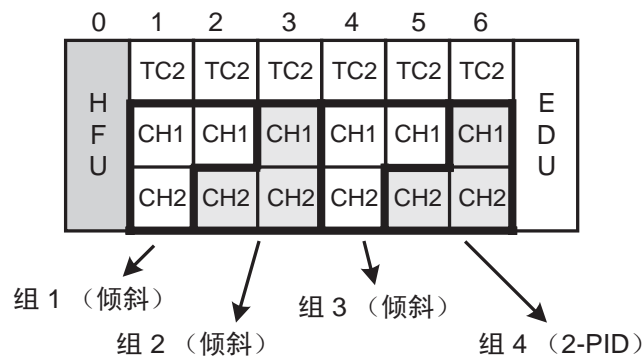 0 1 2 3 4 5 6
TC2 TC2 TC2 TC2 TC2 TC2
HFU
CH1 CH1 CH1 CH1 CH1 CH1
EDU
CH2 CH2 CH2 CH2 CH2 CH2
组 1 （倾斜）
组 3 （倾斜）
组 2 （倾斜）
组 4 （2-PID）